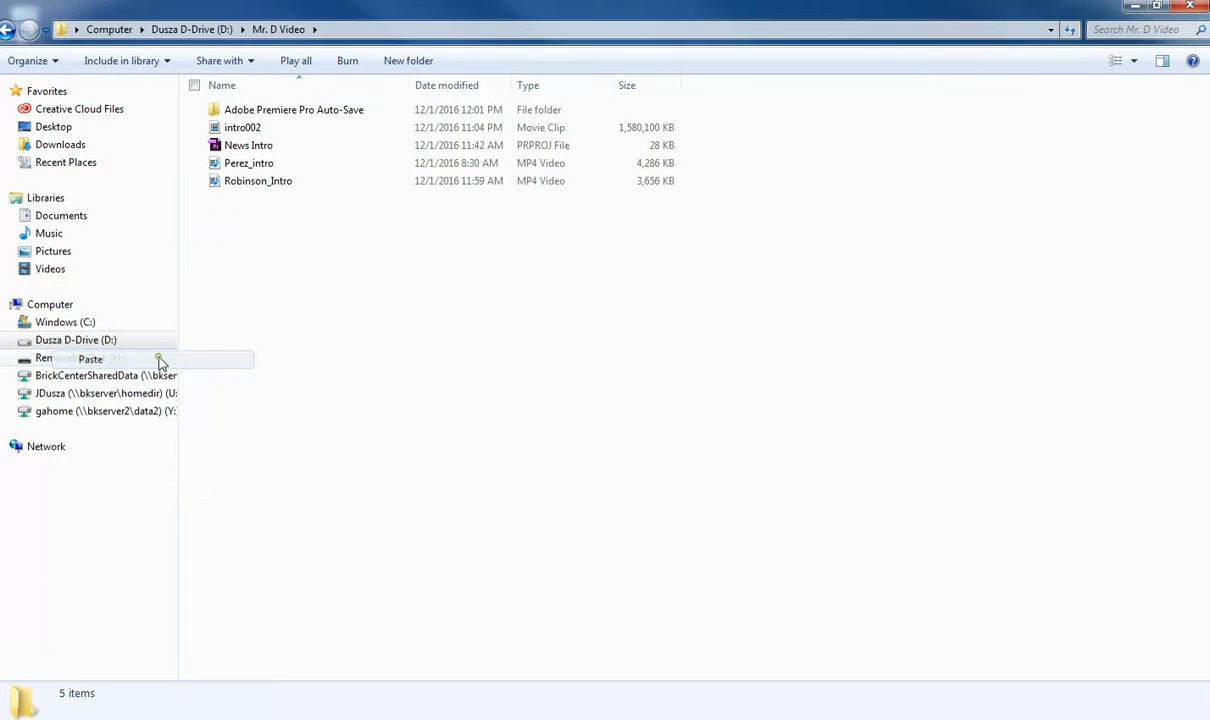 Computer Dusza D-Drive (D:) Mr. D Video
Search Mr. D Video
Organize Include in library Share with Play all Burn New folder
Name Date modified Type Size
Adobe Premiere Pro Auto-Save 12/1/2016 12:01 PM File folder
intro002 12/1/2016 11:04 PM Movie Clip 1,580,100 KB
News Intro 12/1/2016 11:42 AM PRPROJ File 28 KB
Perez_intro 12/1/2016 8:30 AM MP4 Video 4,286 KB
Robinson_Intro 12/1/2016 11:59 AM MP4 Video 3,656 KB
Favorites
Creative Cloud Files
Desktop
Downloads
Recent Places
Libraries
Documents
Music
Pictures
Videos
Computer
Windows (C:)
Dusza D-Drive (D:)
Paste
BrickCenterSharedData (\\bkser
JDusza (\\bkserver\homedir) (U:
gahome (\\bkserver2\data2) (Y:
Network
5 items